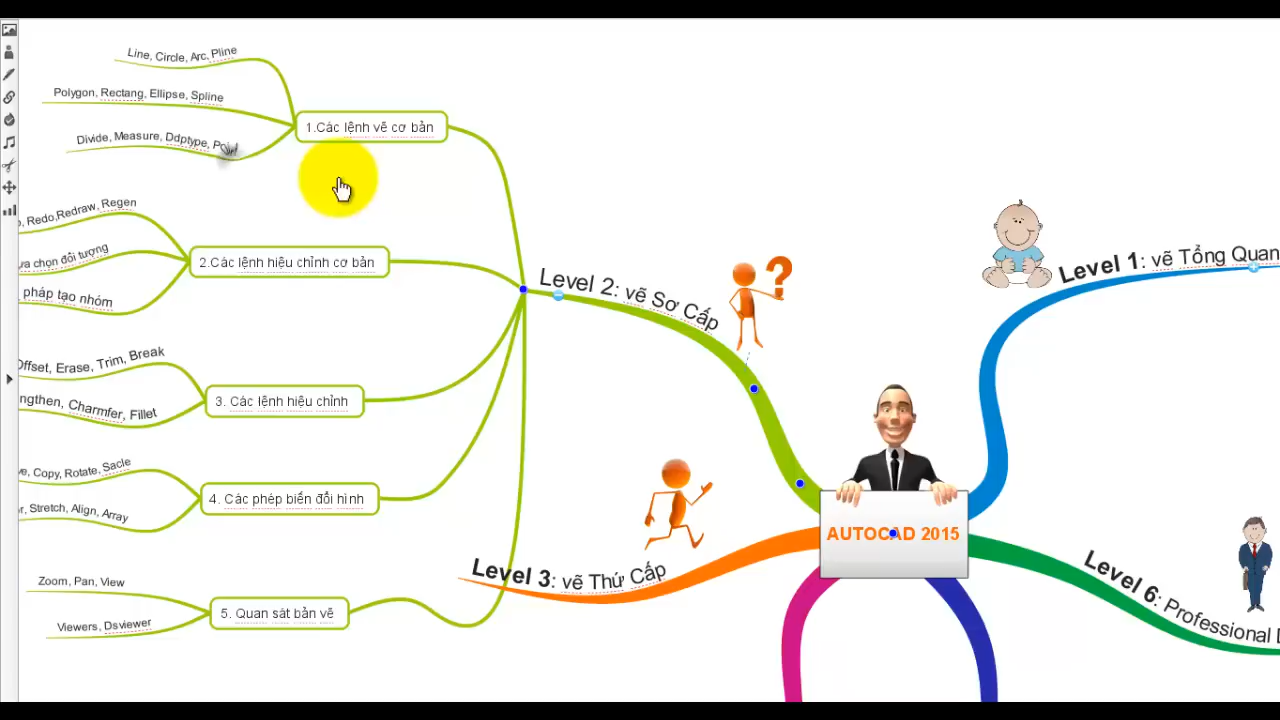 Line, Circle, Arc, Pline
Polygon, Rectang, Ellipse, Spline
Divide, Measure, Ddptype,
1.Các lệnh vẽ cơ bản
Redo,Redraw, Regen
chọn đối tượng
pháp tạo nhóm
2.Các lệnh hiệu chỉnh cơ bản
Offset, Erase, Trim, Break
Charmfer, Fillet
3. Các lệnh hiệu chỉnh
Copy, Rotate, Sacle
Stretch, Align, Array
4. Các phép biến đổi hình
Zoom, Pan, View
Viewers, Dsviewer
5. Quan sát bản vẽ
Level 2: vẽ Sơ Cấp
Level 3: vẽ Thứ Cấp
AUTOCAD 2015
Level 1: vẽ Tổng Quan
Level 6: Professional